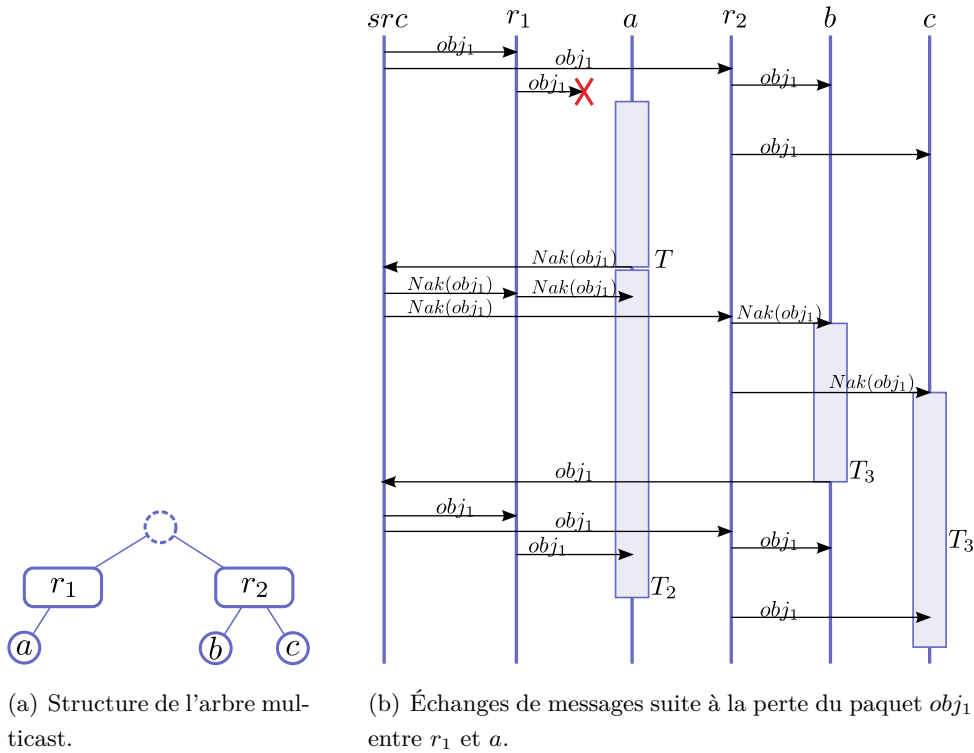 src r₁ a r₂ b c
obj₁
obj₁
obj₁
obj₁
obj₁
Nak(obj₁) T
Nak(obj₁) Nak(obj₁)
Nak(obj₁) Nak(obj₁)
Nak(obj₁)
obj₁ T₃
obj₁
obj₁
obj₁ obj₁ T₃
T₂
obj₁
r₁ r₂
a b c
(a) Structure de l'arbre mul-
ticast.
(b) Échanges de messages suite à la perte du paquet obj₁
entre r₁ et a.